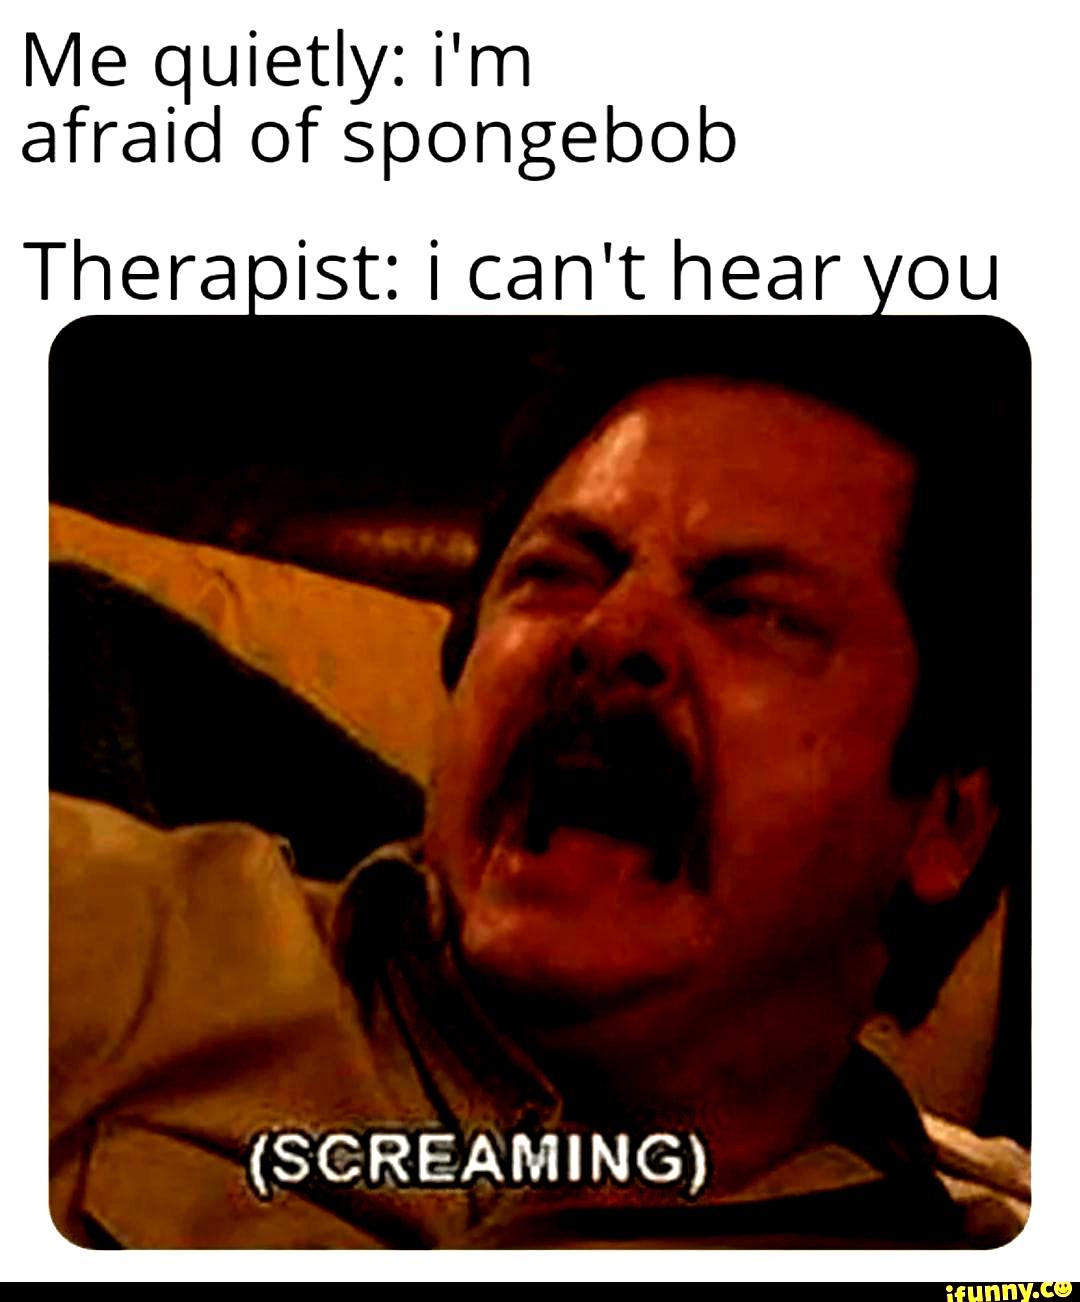 Me quietly: i'm
afraid of spongebob
Therapist: i can't hear you
(SCREAMING)
ifunny.co